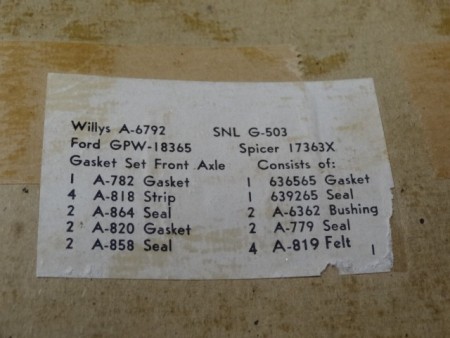 Willys A-6792 SNL G-503
Ford GPW-18365 Spicer 17363X
Gasket Set Front Axle Consists of:
1 A-782 Gasket 1 636565 Gasket
4 A-818 Strip 1 639265 Seal
2 A-864 Seal 2 A-6362 Bushing
2 A-820 Gasket 2 A-779 Seal
2 A-858 Seal 4 A-819 Felt 1